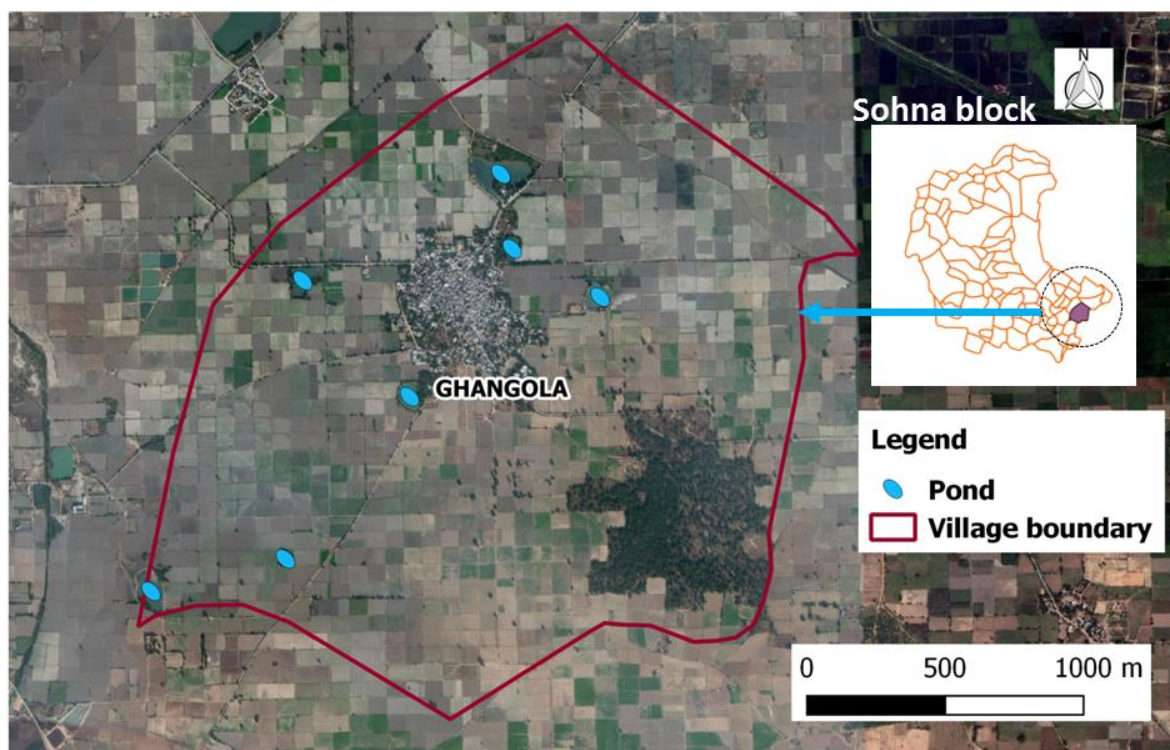 N
Sohna block
GHANGOLA
Legend
Pond
Village boundary
0 500 1000 m